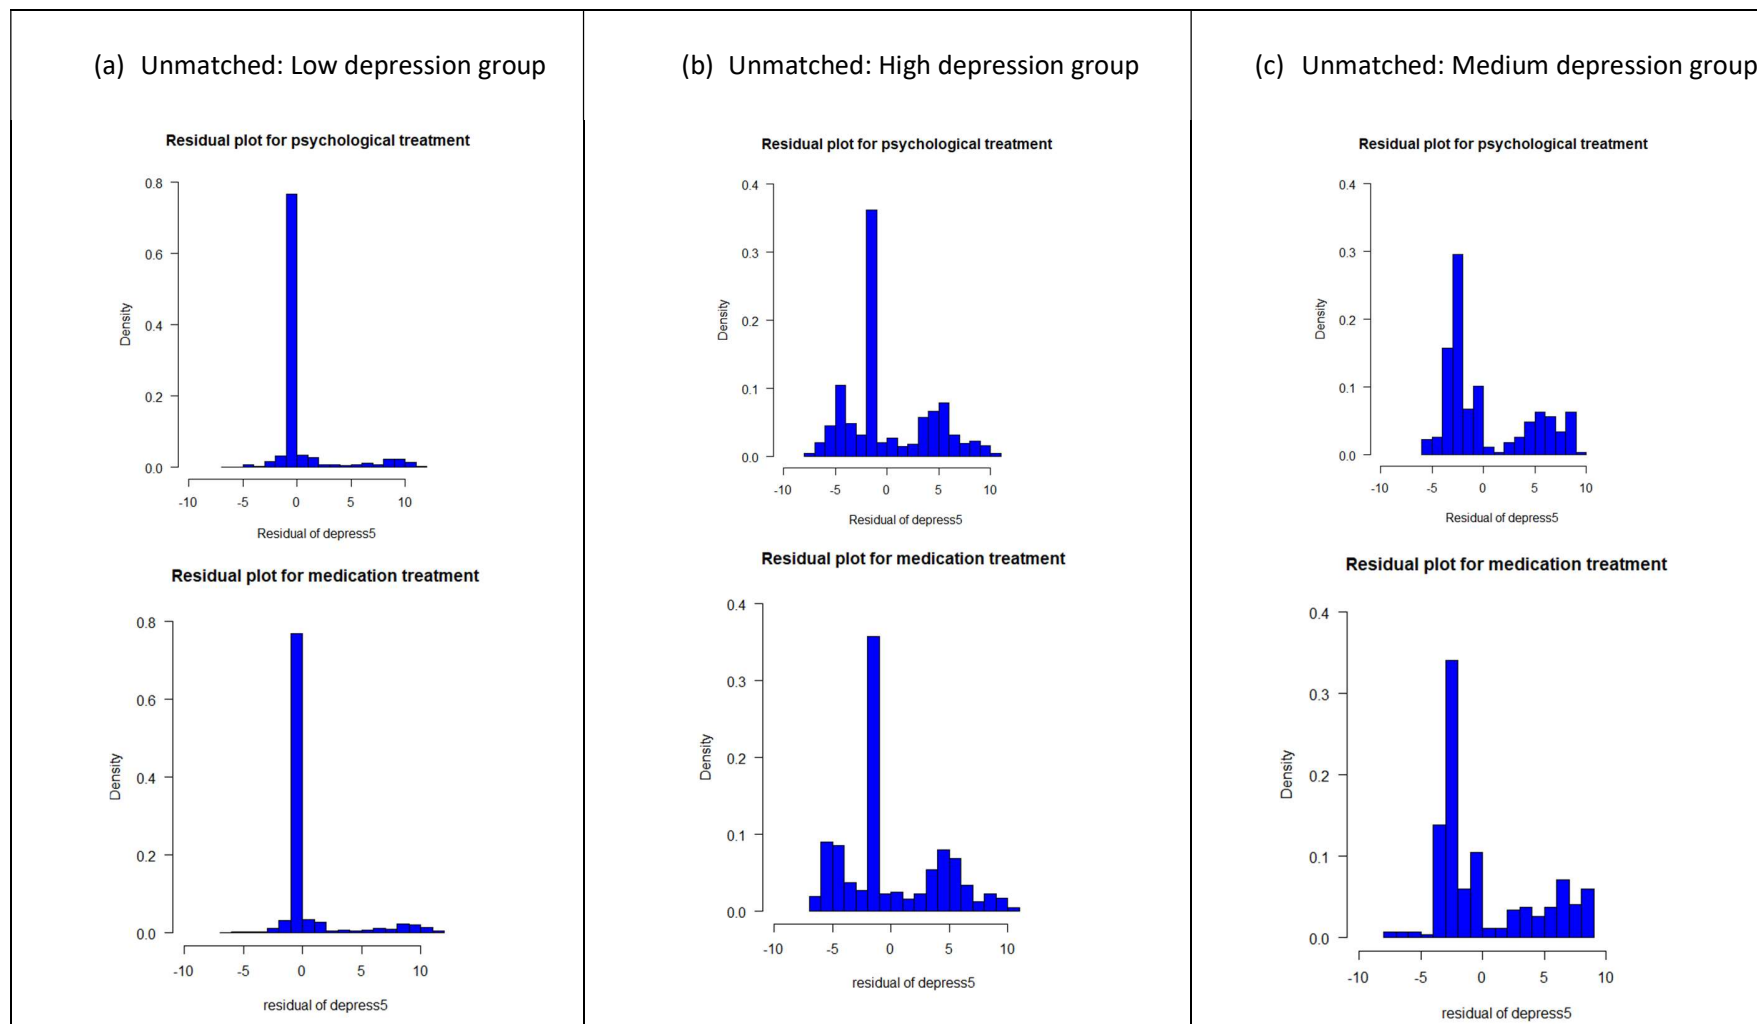 (a) Unmatched: Low depression group
(b) Unmatched: High depression group
(c) Unmatched: Medium depression group
Residual plot for psychological treatment
0.8
0.6
0.4
0.2
0.0
Density
-10 -5 0 5 10
Residual of depress5
Residual plot for medication treatment
0.8
0.6
0.4
0.2
0.0
Density
-10 -5 0 5 10
residual of depress5
Residual plot for psychological treatment
0.4
0.3
0.2
0.1
0.0
Density
-10 -5 0 5 10
Residual of depress5
Residual plot for medication treatment
0.4
0.3
0.2
0.1
0.0
Density
-10 -5 0 5 10
residual of depress5
Residual plot for psychological treatment
0.4
0.3
0.2
0.1
0.0
Density
-10 -5 0 5 10
Residual of depress5
Residual plot for medication treatment
0.4
0.3
0.2
0.1
0.0
Density
-10 -5 0 5 10
residual of depress5